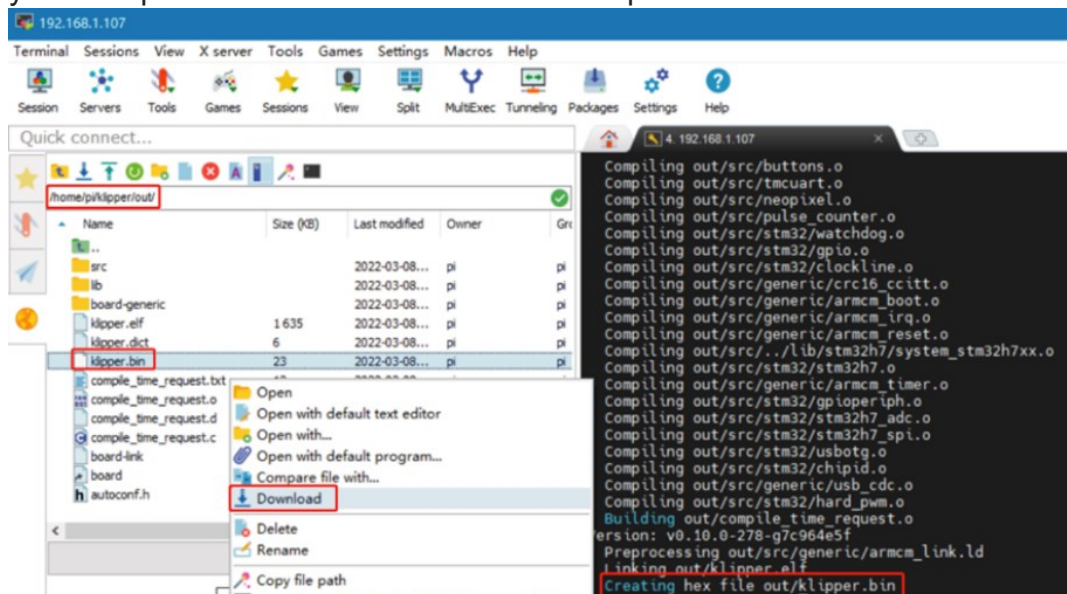 192.168.1.107
Terminal Sessions View X server Tools Games Settings Macros Help
Session Servers Tools Games Sessions View Split MultiExec Tunneling Packages Settings Help
Quick connect...
4. 192.168.1.107
/home/pi/klipper/out/
Name Size (KB) Last modified Owner Gro
..
src 2022-03-08... pi pi
lib 2022-03-08... pi pi
board-generic 2022-03-08... pi pi
klipper.elf 1 635 2022-03-08... pi pi
klipper.dict 6 2022-03-08... pi pi
klipper.bin 23 2022-03-08... pi pi
compile_time_request.txt
compile_time_request.o
compile_time_request.d
compile_time_request.c
board-link
board
autoconf.h
Open
Open with default text editor
Open with...
Open with default program...
Compare file with...
Download
Delete
Rename
Copy file path
Compiling out/src/buttons.o
Compiling out/src/tmcuart.o
Compiling out/src/neopixel.o
Compiling out/src/pulse_counter.o
Compiling out/src/stm32/watchdog.o
Compiling out/src/stm32/gpio.o
Compiling out/src/stm32/clockline.o
Compiling out/src/generic/crc16_ccitt.o
Compiling out/src/generic/armcm_boot.o
Compiling out/src/generic/armcm_irq.o
Compiling out/src/generic/armcm_reset.o
Compiling out/src/../lib/stm32h7/system_stm32h7xx.o
Compiling out/src/stm32/stm32h7.o
Compiling out/src/generic/armcm_timer.o
Compiling out/src/stm32/gpioperiph.o
Compiling out/src/stm32/stm32h7_adc.o
Compiling out/src/stm32/stm32h7_spi.o
Compiling out/src/stm32/usbotg.o
Compiling out/src/stm32/chipid.o
Compiling out/src/generic/usb_cdc.o
Compiling out/src/stm32/hard_pwm.o
Building out/compile_time_request.o
ersion: v0.10.0-278-g7c964e5f
Preprocessing out/src/generic/armcm_link.ld
Linking out/klipper.elf
Creating hex file out/klipper.bin